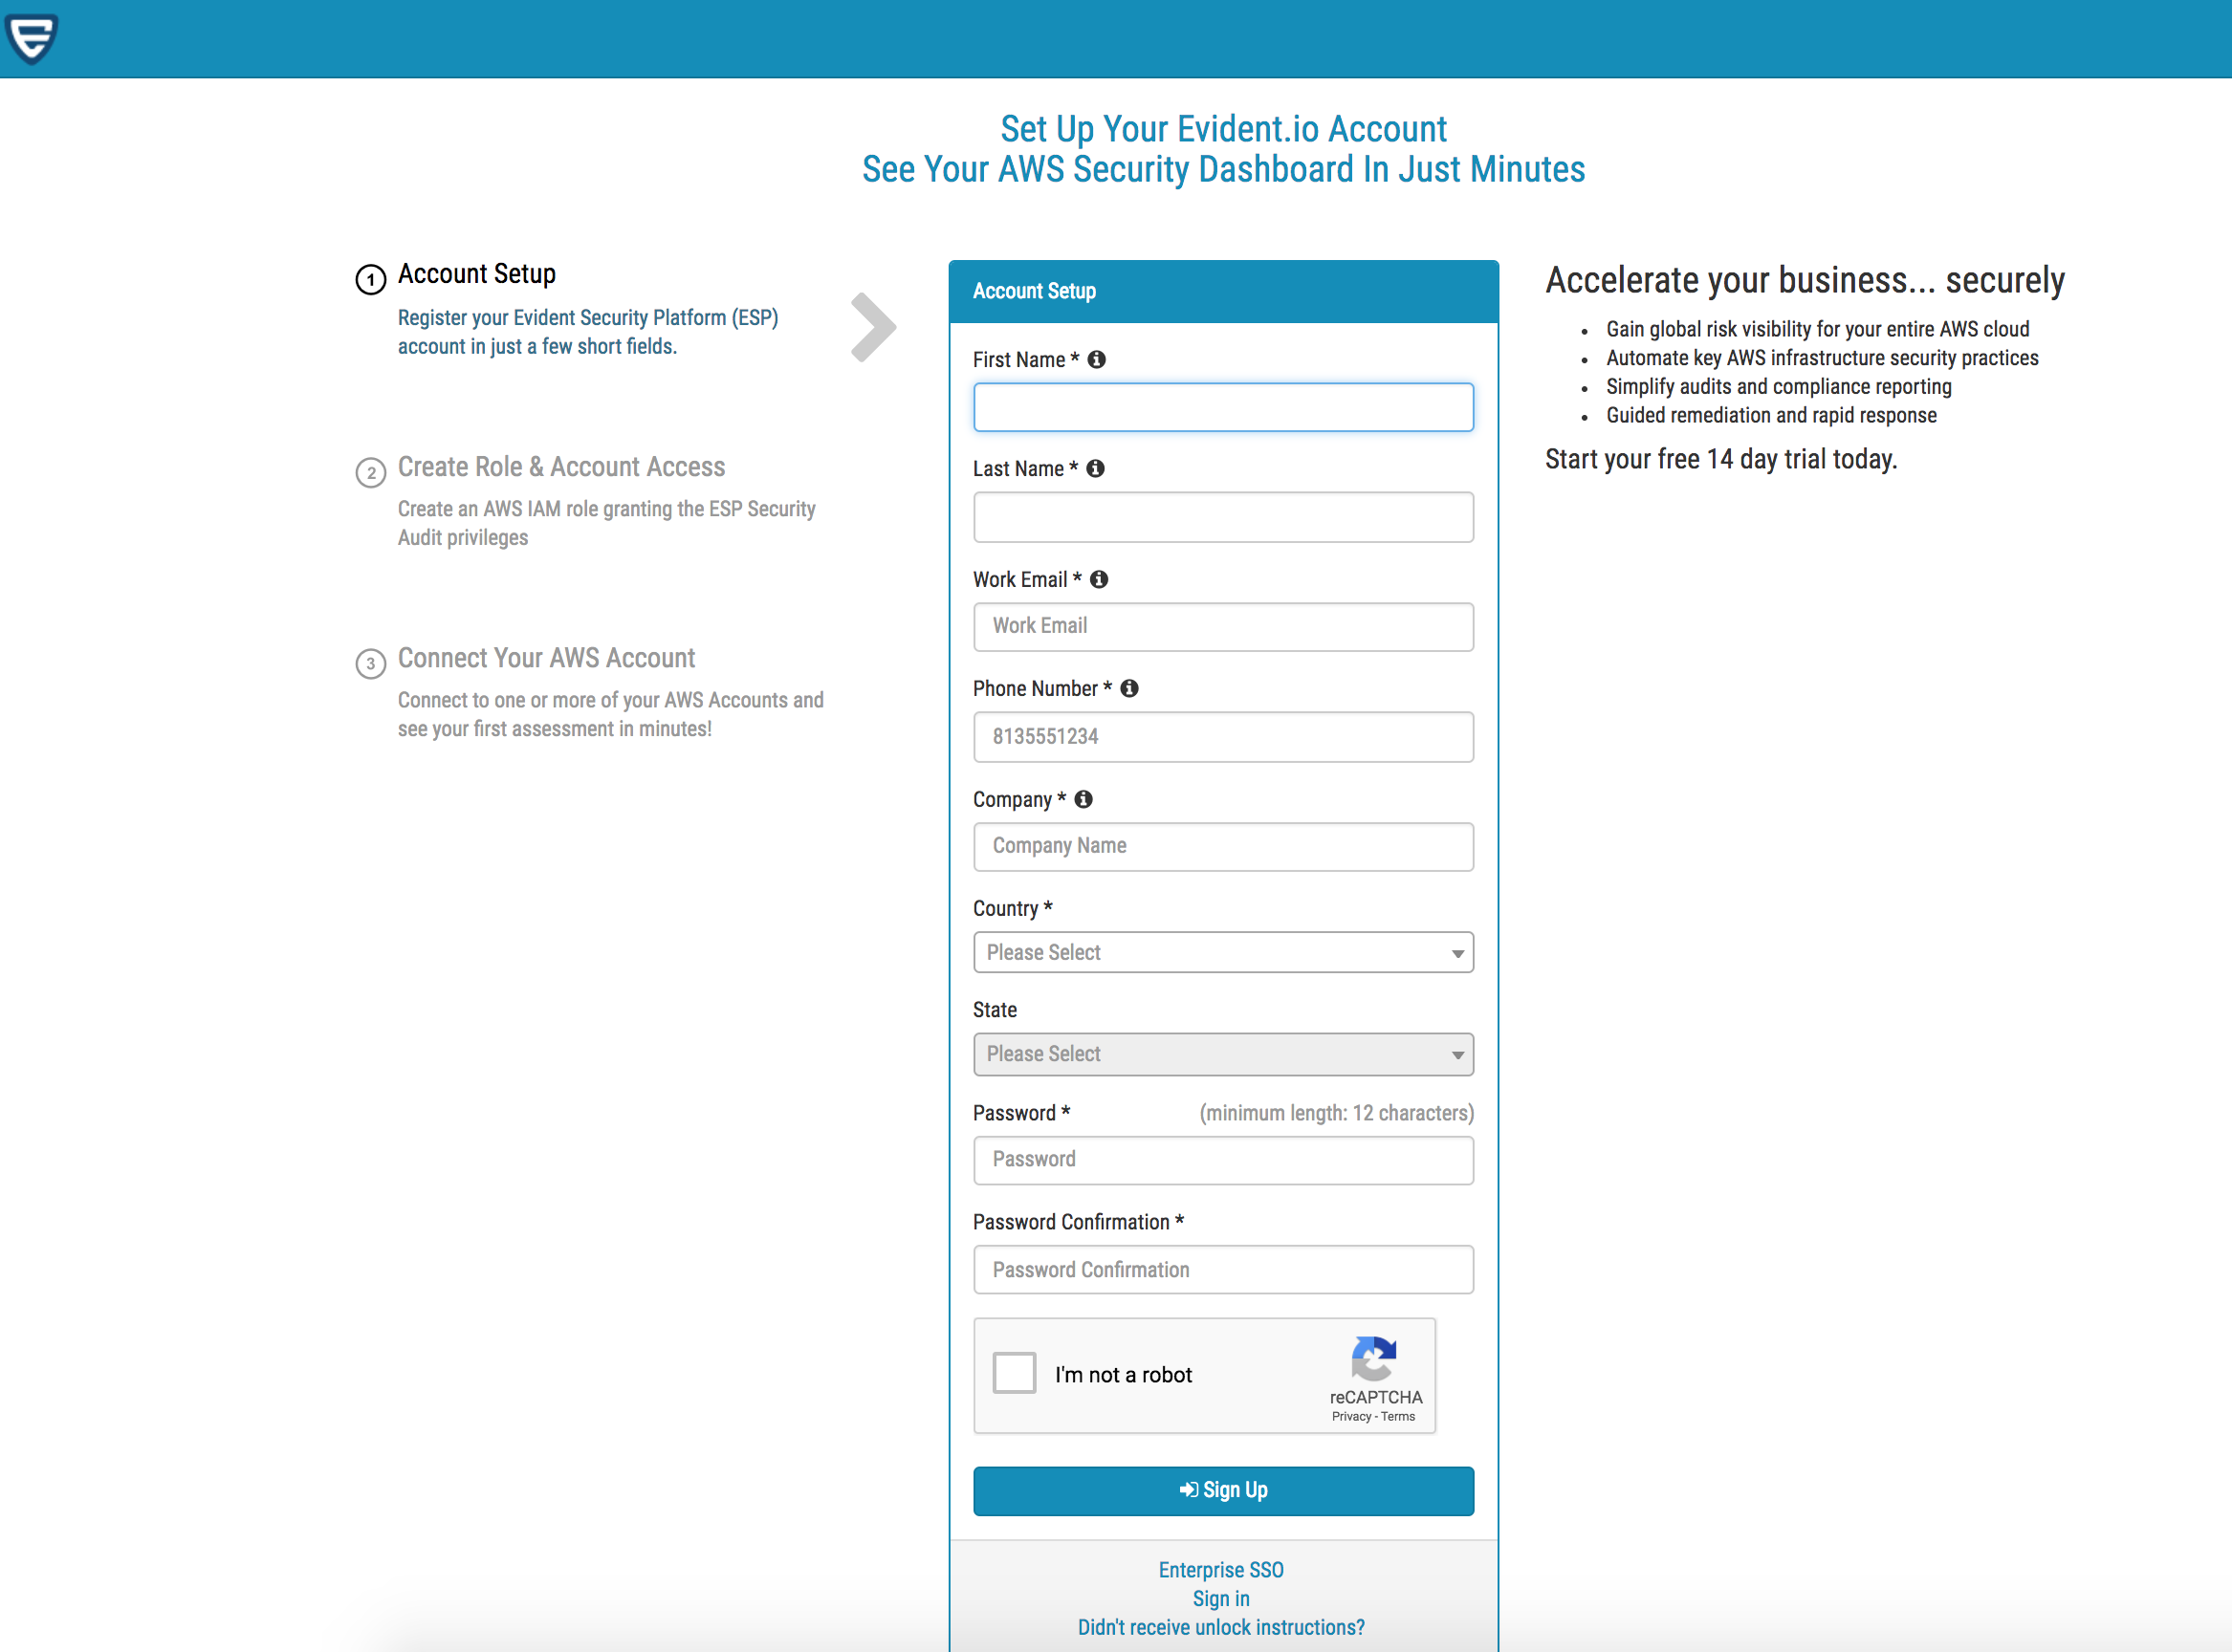 Set Up Your Evident.io Account
See Your AWS Security Dashboard In Just Minutes
1 Account Setup
Register your Evident Security Platform (ESP)
account in just a few short fields.
2 Create Role & Account Access
Create an AWS IAM role granting the ESP Security
Audit privileges
3 Connect Your AWS Account
Connect to one or more of your AWS Accounts and
see your first assessment in minutes!
Account Setup
First Name *
Last Name *
Work Email *
Work Email
Phone Number *
8135551234
Company *
Company Name
Country *
Please Select
State
Please Select
Password * (minimum length: 12 characters)
Password
Password Confirmation *
Password Confirmation
I'm not a robot
reCAPTCHA
Privacy - Terms
Sign Up
Enterprise SSO
Sign in
Didn't receive unlock instructions?
Accelerate your business... securely
• Gain global risk visibility for your entire AWS cloud
• Automate key AWS infrastructure security practices
• Simplify audits and compliance reporting
• Guided remediation and rapid response
Start your free 14 day trial today.